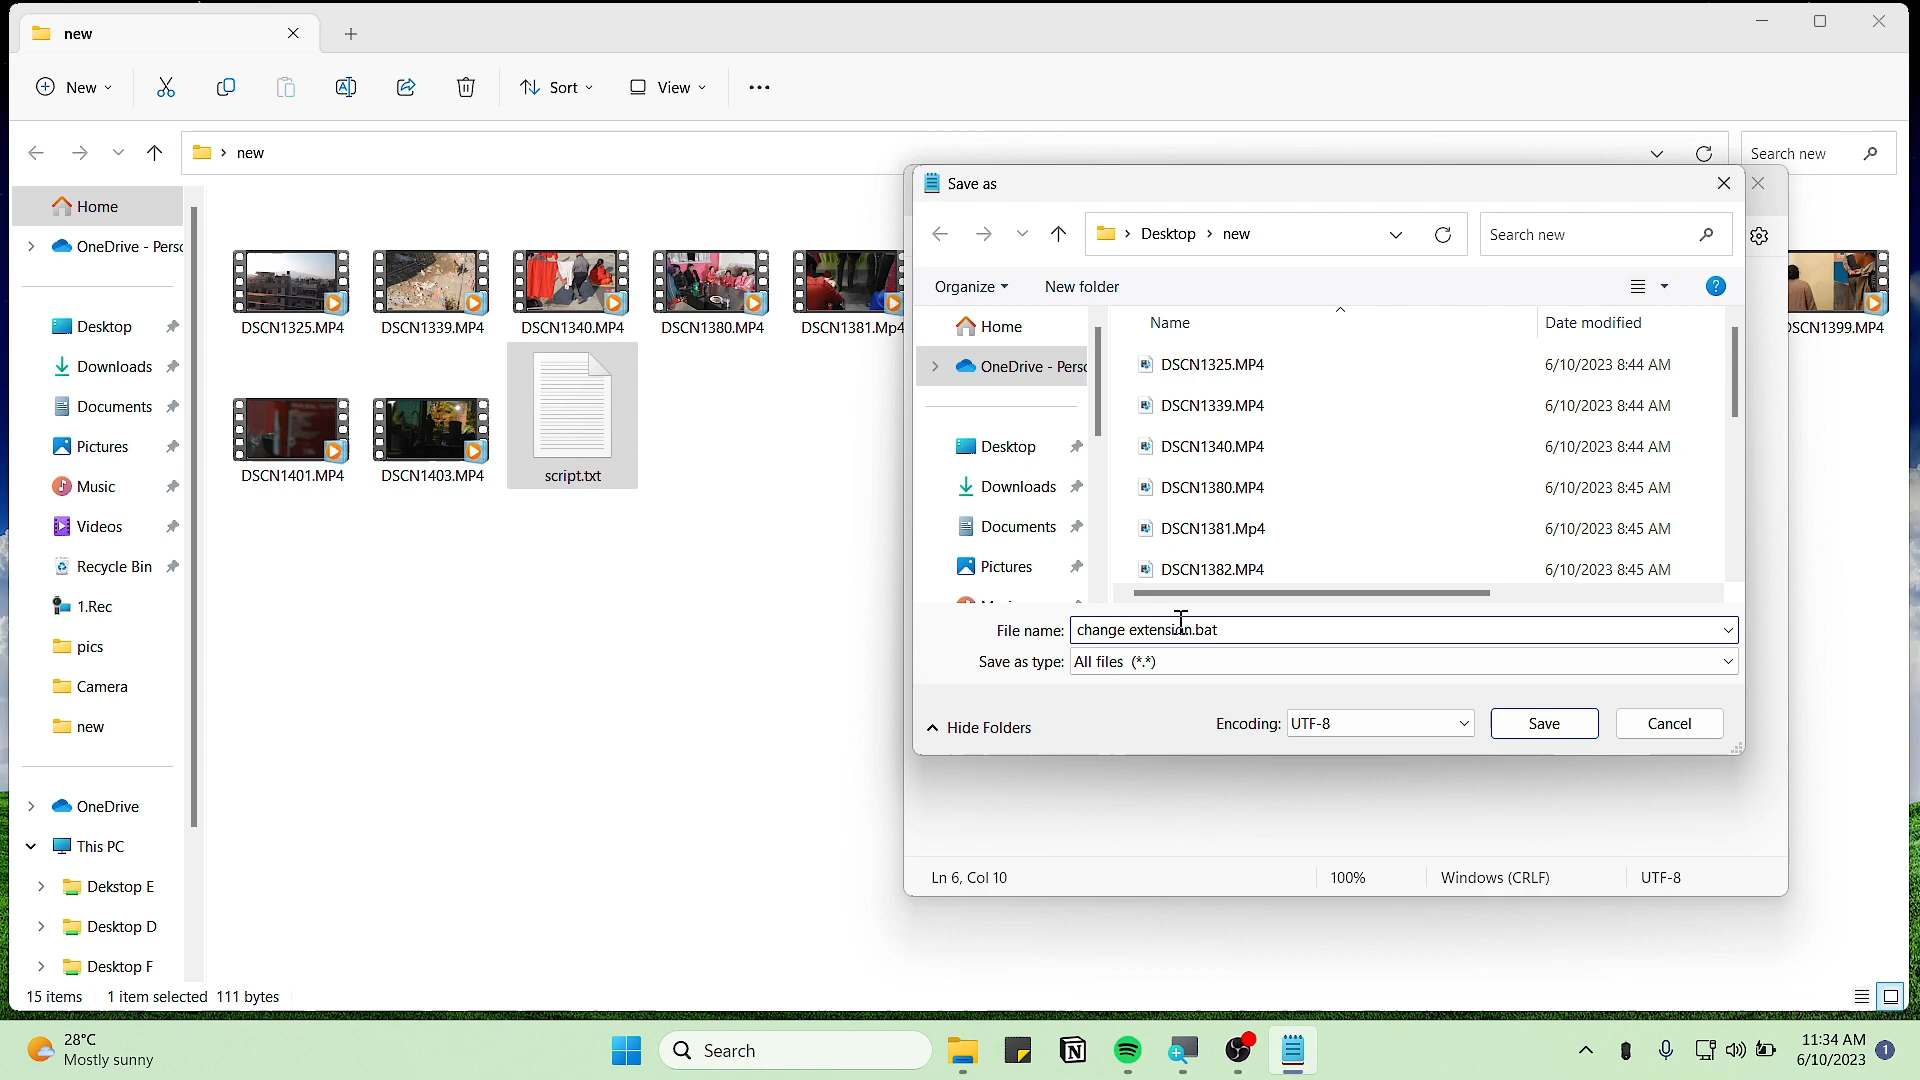 new
New
Sort
View
new
Search new
Home
OneDrive - Perso
Desktop
Downloads
Documents
Pictures
Music
Videos
Recycle Bin
1.Rec
pics
Camera
new
OneDrive
This PC
Dekstop E
Desktop D
Desktop F
DSCN1325.MP4
DSCN1339.MP4
DSCN1340.MP4
DSCN1380.MP4
DSCN1381.Mp4
DSCN1399.MP4
DSCN1401.MP4
DSCN1403.MP4
script.txt
Save as
Desktop > new
Search new
Organize
New folder
Home
OneDrive - Perso
Desktop
Downloads
Documents
Pictures
Name
Date modified
DSCN1325.MP4 6/10/2023 8:44 AM
DSCN1339.MP4 6/10/2023 8:44 AM
DSCN1340.MP4 6/10/2023 8:44 AM
DSCN1380.MP4 6/10/2023 8:45 AM
DSCN1381.Mp4 6/10/2023 8:45 AM
DSCN1382.MP4 6/10/2023 8:45 AM
File name: change extension.bat
Save as type: All files (*.*)
Hide Folders
Encoding: UTF-8
Save
Cancel
Ln 6, Col 10
100%
Windows (CRLF)
UTF-8
15 items
1 item selected 111 bytes
28°C
Mostly sunny
Search
11:34 AM
6/10/2023
1